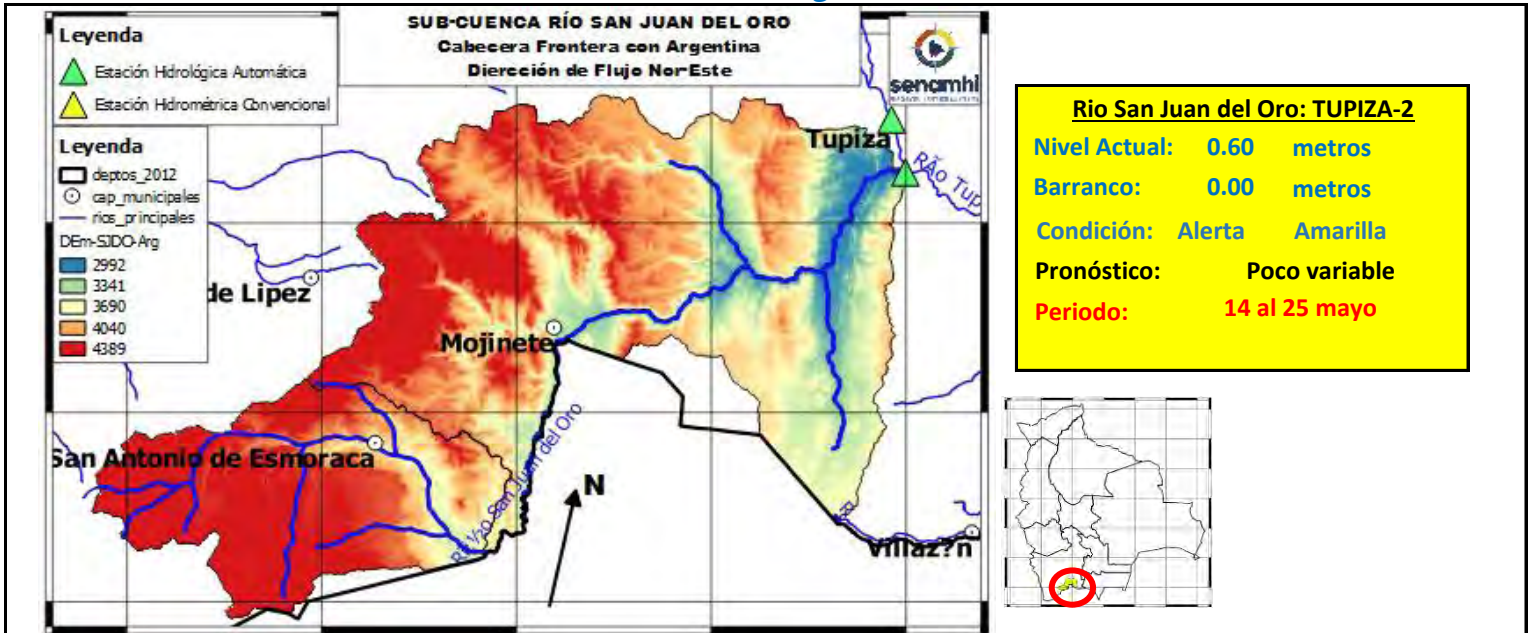 SUB-CUENCA RÍO SAN JUAN DEL ORO
Cabecera Frontera con Argentina
Diercción de Flujo Nor-Este
senamhi
Leyenda
Estación Hidrológica Automática
Estación Hidrométrica Convencional
Leyenda
deptos_2012
cap_municipales
rios_principales
DEm-SJDO-Arg
2992
3341
3690
4040
4389
Tupiza
RÃo Tup
de Lipez
Mojinete
San Antonio de Esmoraca
San Juan del Oro
N
Villaz?n
Rio San Juan del Oro: TUPIZA-2
Nivel Actual: 0.60 metros
Barranco: 0.00 metros
Condición: Alerta Amarilla
Pronóstico: Poco variable
Periodo: 14 al 25 mayo